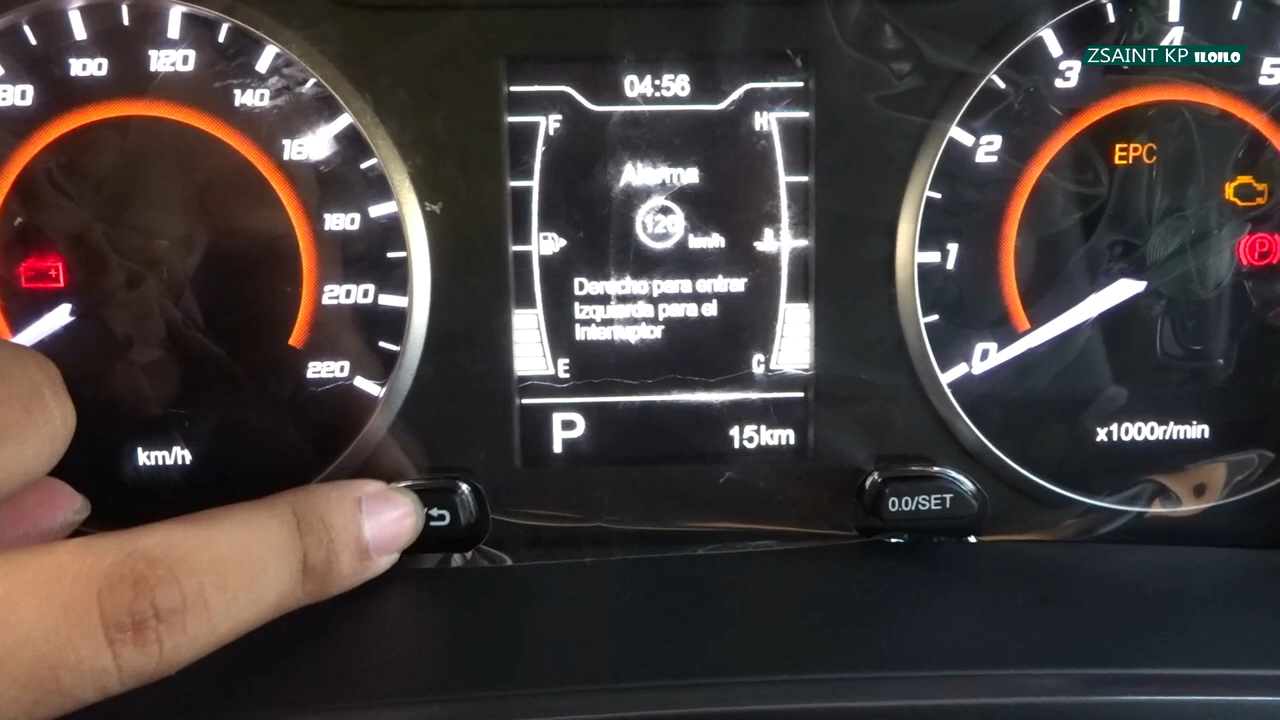 80
100
120
140
160
180
200
220
km/h
04:56
F
H
Alarma
120
km/h
Derecho para entrar
Izquierda para el
Interruptor
E
C
P
15km
0.0/SET
0
1
2
3
4
5
EPC
P
x1000r/min
ZSAINT KP ILOILO